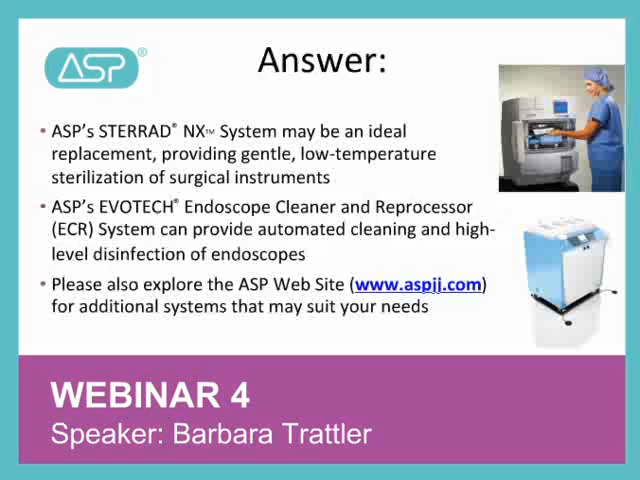 ASP®
Answer:
• ASP's STERRAD® NX™ System may be an ideal
replacement, providing gentle, low-temperature
sterilization of surgical instruments
• ASP's EVOTECH® Endoscope Cleaner and Reprocessor
(ECR) System can provide automated cleaning and high-
level disinfection of endoscopes
• Please also explore the ASP Web Site (www.aspjj.com)
for additional systems that may suit your needs
WEBINAR 4
Speaker: Barbara Trattler